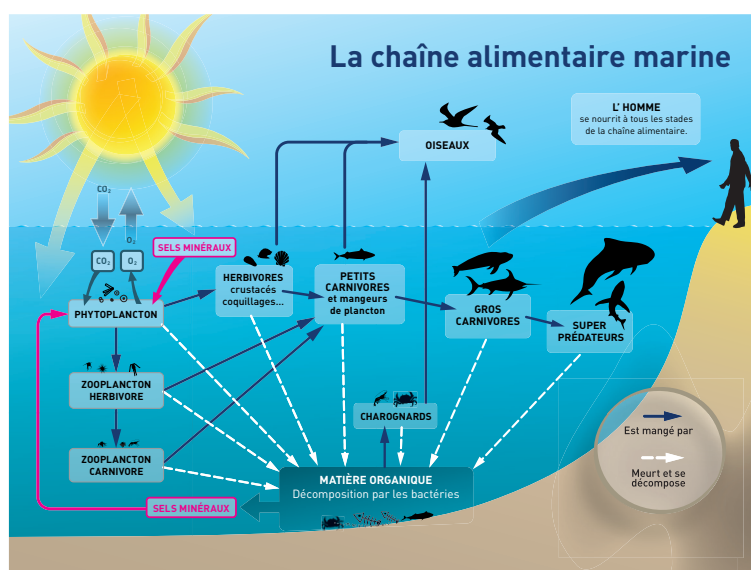 La chaîne alimentaire marine
L' HOMME
se nourrit à tous les stades
de la chaîne alimentaire.
OISEAUX
CO₂
O₂
SELS MINÉRAUX
CO₂
O₂
HERBIVORES
crustacés
coquillages...
PETITS
CARNIVORES
et mangeurs
de plancton
PHYTOPLANCTON
GROS
CARNIVORES
SUPER
PRÉDATEURS
ZOOPLANCTON
HERBIVORE
CHAROGNARDS
Est mangé par
ZOOPLANCTON
CARNIVORE
Meurt et se
décompose
MATIÈRE ORGANIQUE
Décomposition par les bactéries
SELS MINÉRAUX